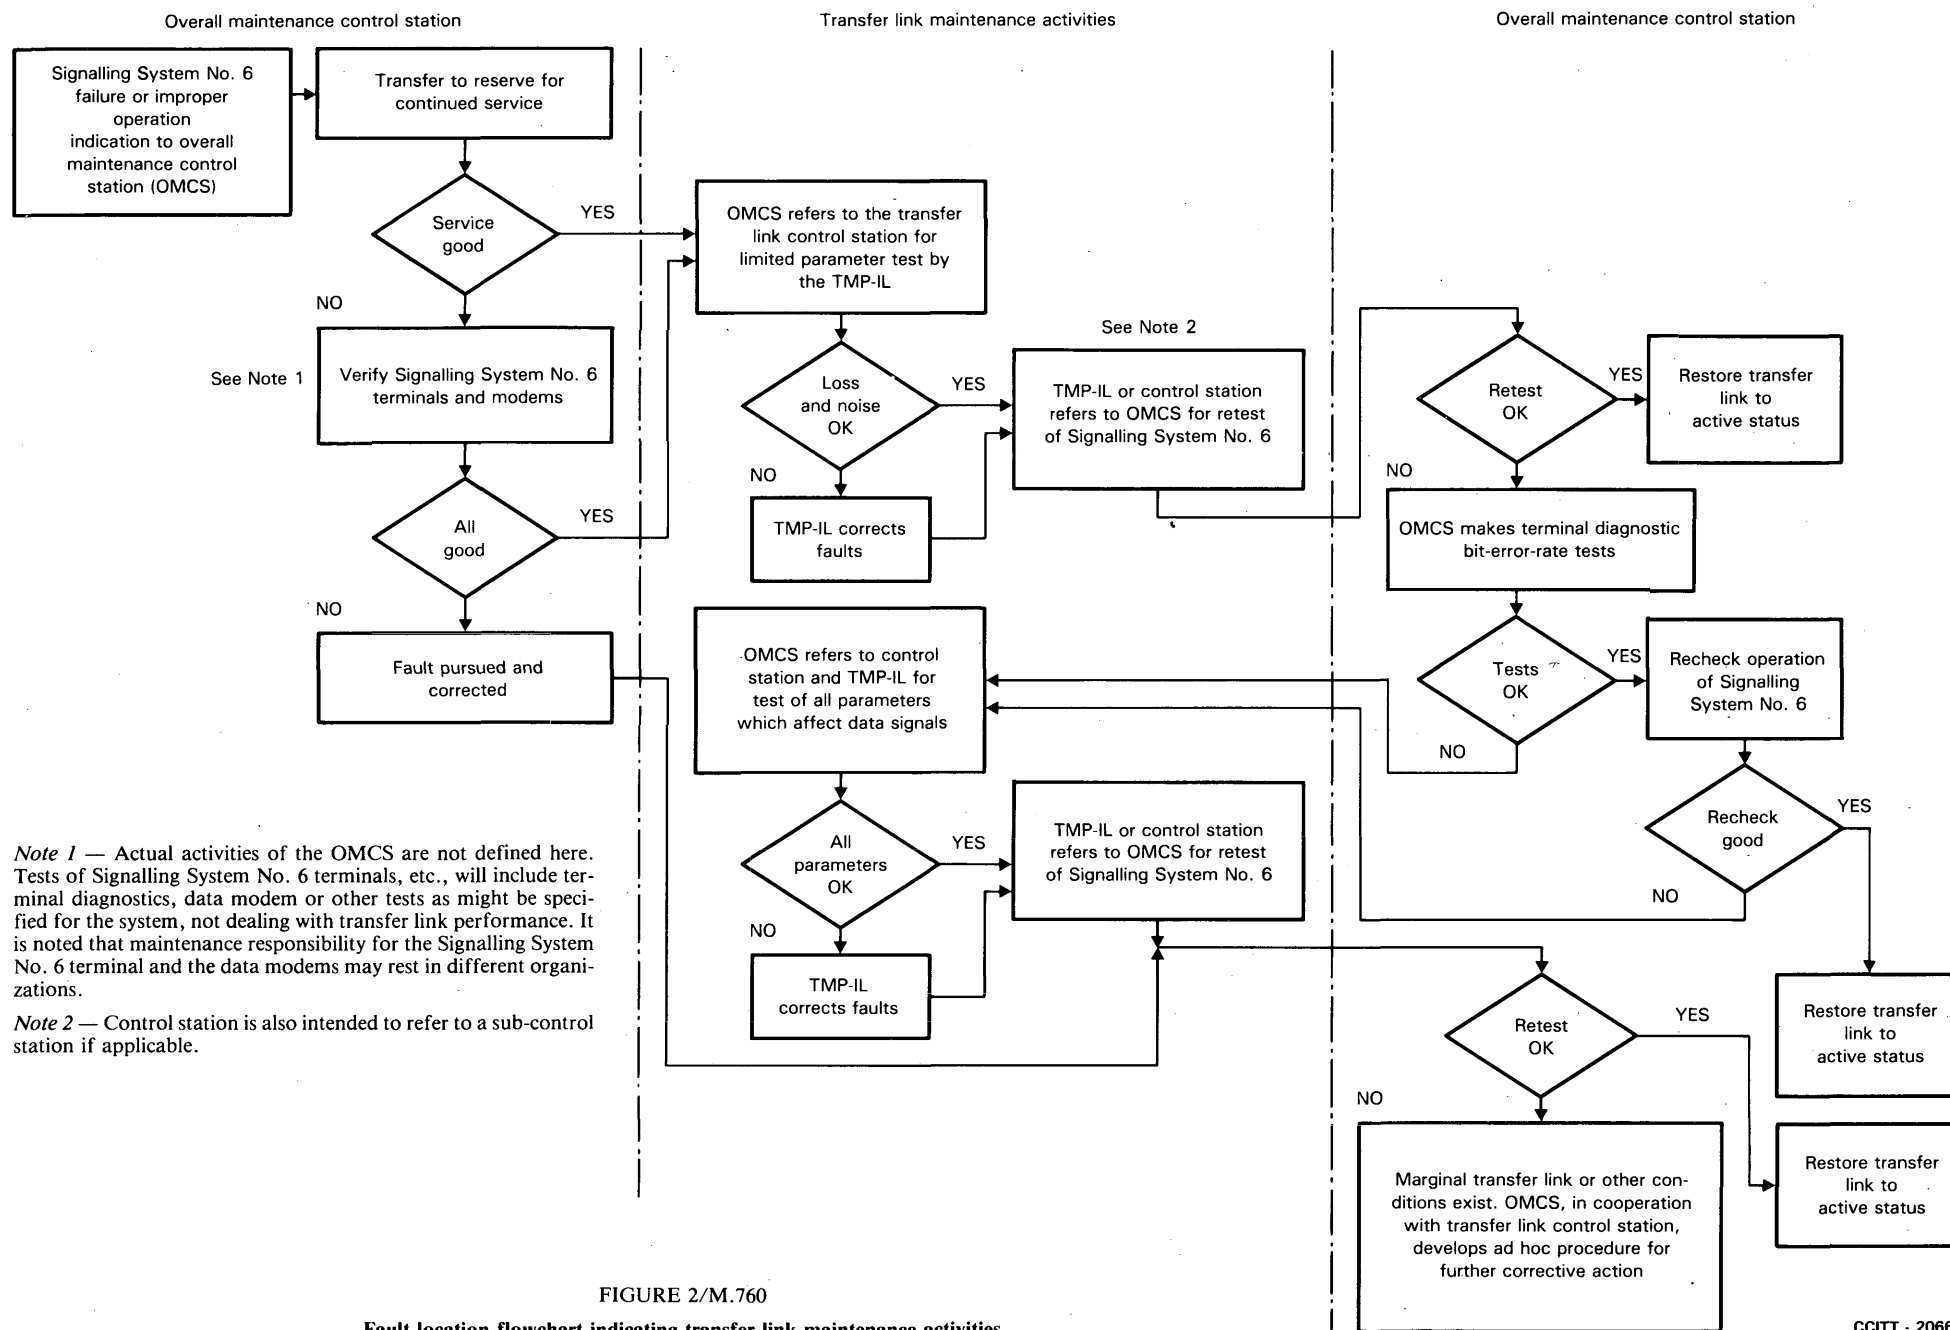 Overall maintenance control station
Transfer link maintenance activities
Overall maintenance control station
Signalling System No. 6
failure or improper
operation
indication to overall
maintenance control
station (OMCS)
Transfer to reserve for
continued service
Service
good
YES
NO
See Note 1
Verify Signalling System No. 6
terminals and modems
All
good
YES
NO
Fault pursued and
corrected
OMCS refers to the transfer
link control station for
limited parameter test by
the TMP-IL
Loss
and noise
OK
YES
NO
TMP-IL corrects
faults
See Note 2
TMP-IL or control station
refers to OMCS for retest
of Signalling System No. 6
OMCS refers to control
station and TMP-IL for
test of all parameters
which affect data signals
All
parameters
OK
YES
NO
TMP-IL
corrects faults
TMP-IL or control station
refers to OMCS for retest
of Signalling System No. 6
Retest
OK
YES
Restore transfer
link to
active status
NO
OMCS makes terminal diagnostic
bit-error-rate tests
Tests
OK
YES
NO
Recheck operation
of Signalling
System No. 6
Recheck
good
YES
NO
Restore transfer
link to
active status
Retest
OK
YES
NO
Restore transfer
link to
active status
Marginal transfer link or other con-
ditions exist. OMCS, in cooperation
with transfer link control station,
develops ad hoc procedure for
further corrective action
Note 1 — Actual activities of the OMCS are not defined here.
Tests of Signalling System No. 6 terminals, etc., will include ter-
minal diagnostics, data modem or other tests as might be speci-
fied for the system, not dealing with transfer link performance. It
is noted that maintenance responsibility for the Signalling System
No. 6 terminal and the data modems may rest in different organi-
zations.
Note 2 — Control station is also intended to refer to a sub-control
station if applicable.
FIGURE 2/M.760
Fault location flowchart indicating transfer link maintenance activities
CCITT - 2066